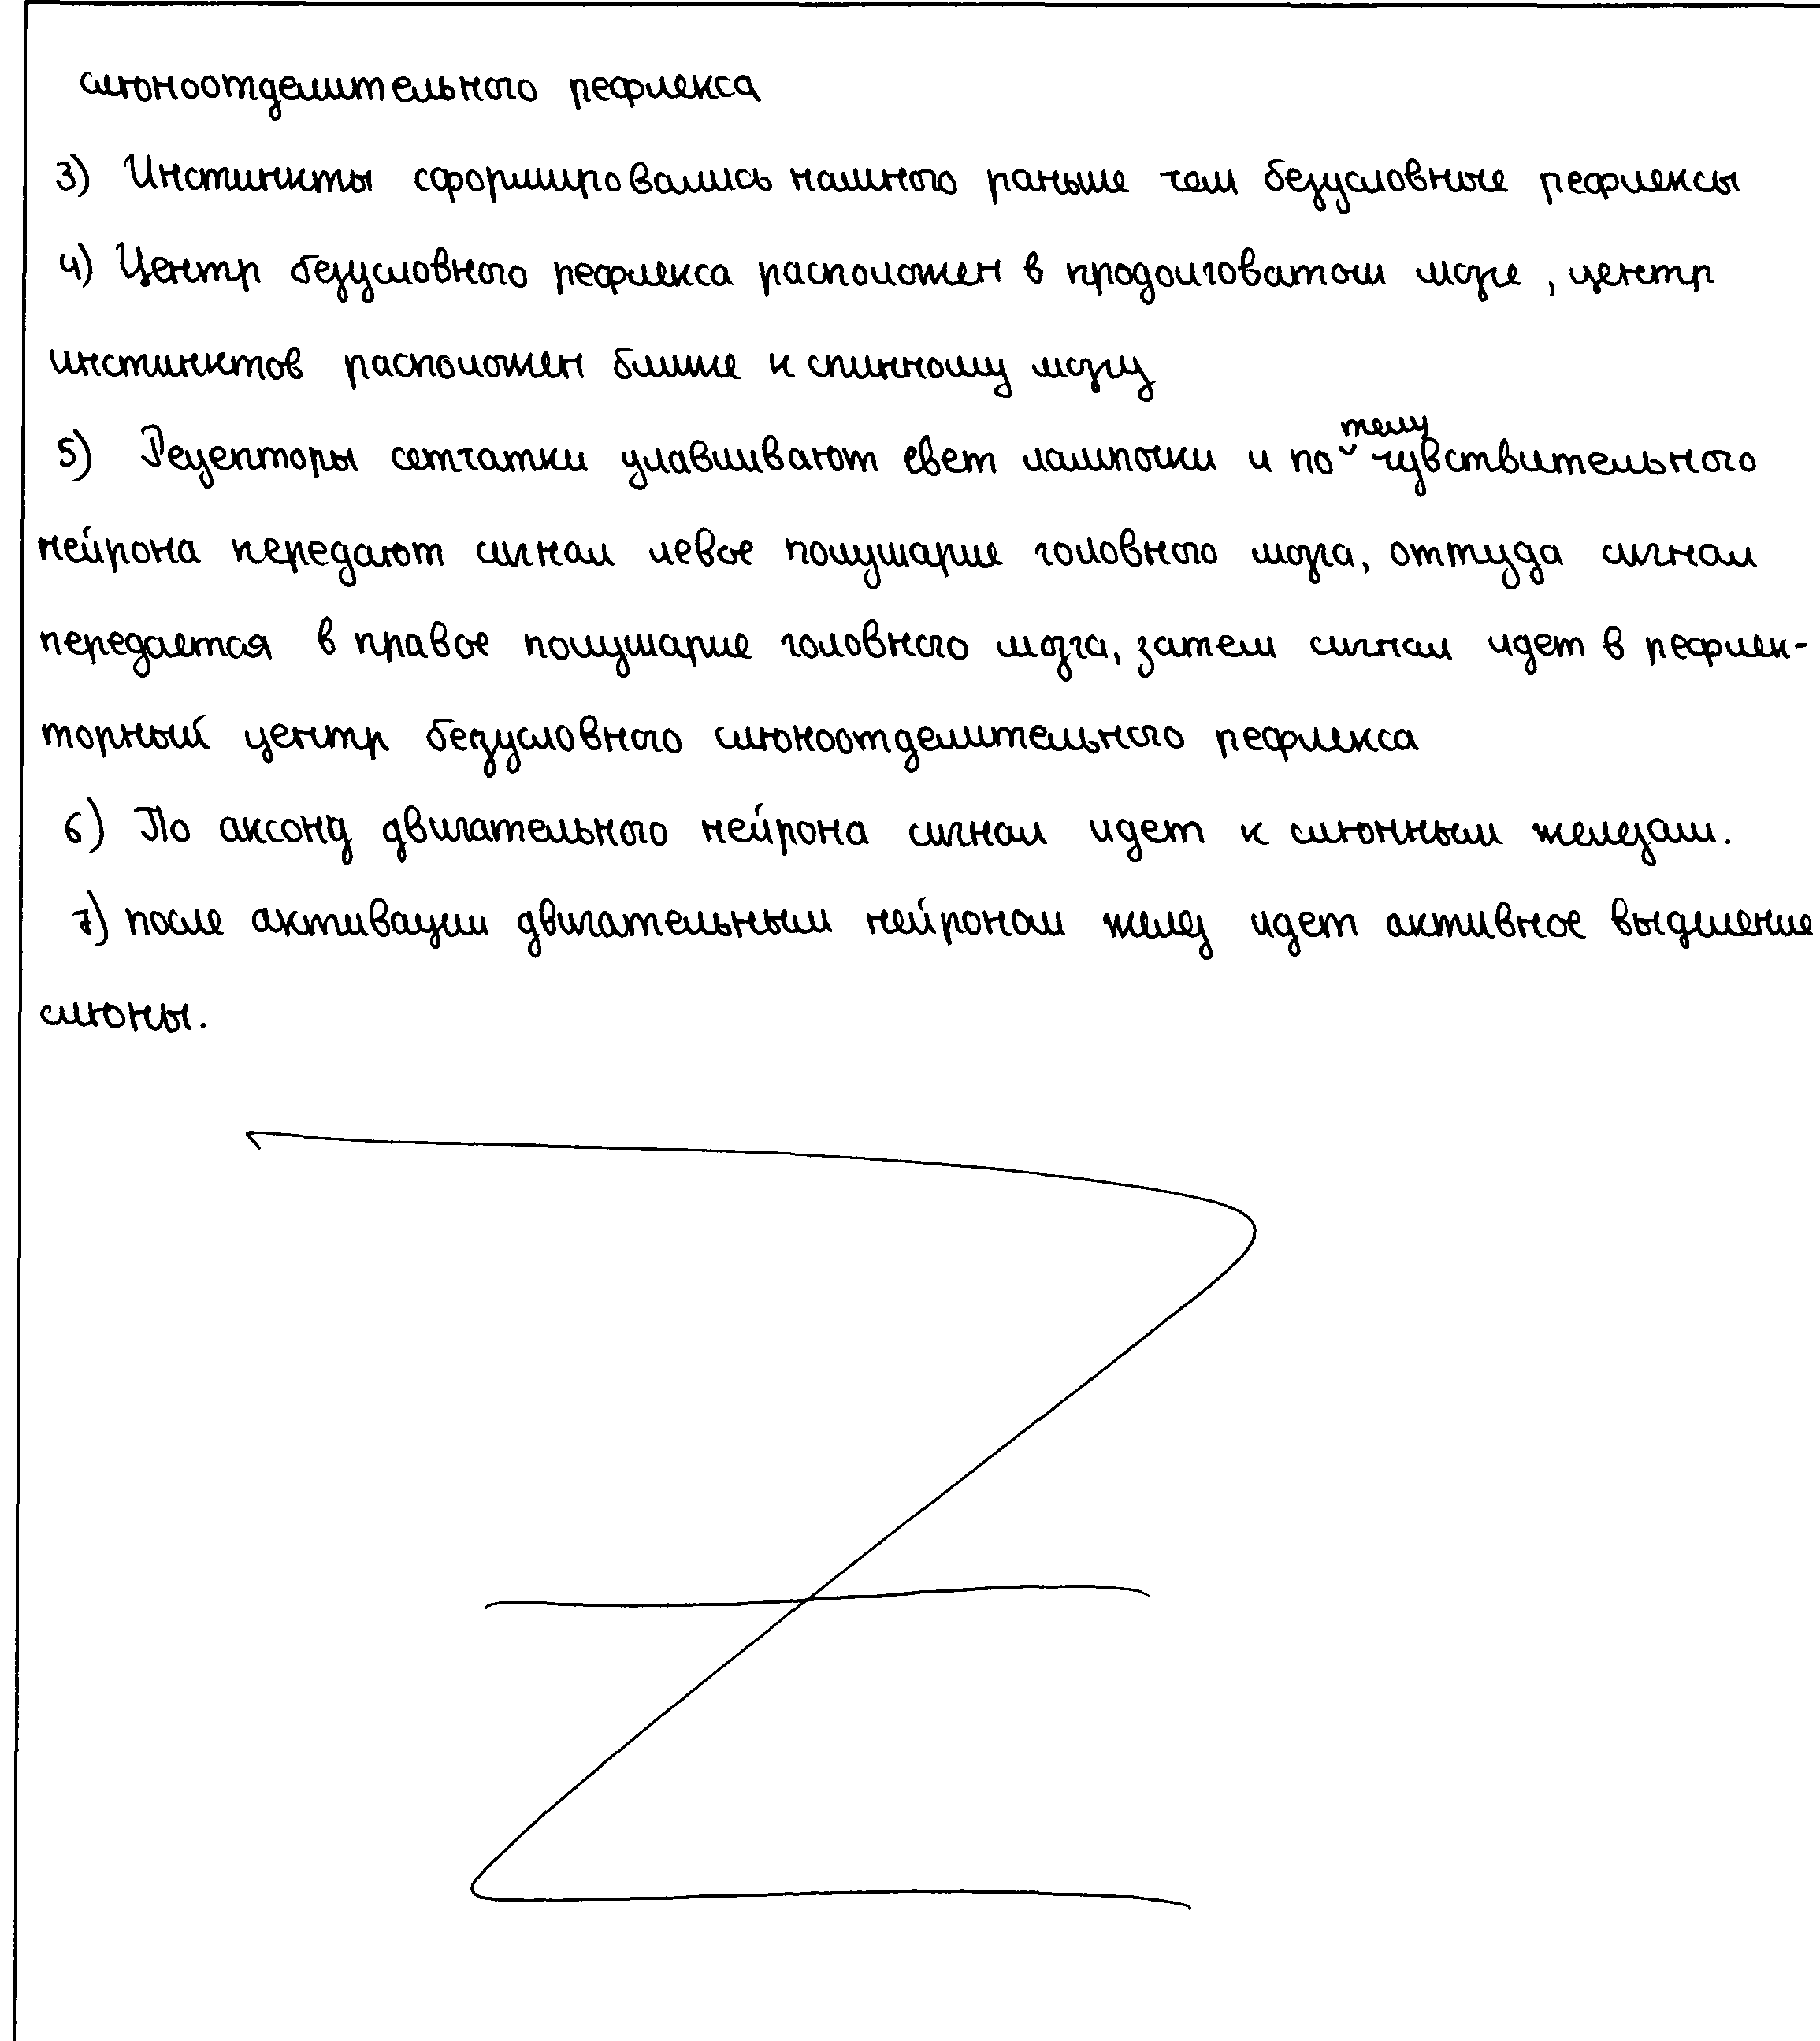 слюноотделительного рефлекса
3) Инстинкты сформировались намного раньше чем безусловные рефлексы
4) Центр безусловного рефлекса расположен в продолговатом мозге, центр
инстинктов расположен ближе к спинному мозгу
5) Рецепторы сетчатки улавливают свет лампочки и по телу чувствительного
нейрона передают сигнал левое полушарие головного мозга, оттуда сигнал
передается в правое полушарие головного мозга, затем сигнал идет в рефлек-
торный центр безусловного слюноотделительного рефлекса
6) По аксону двигательного нейрона сигнал идет к слюнным железам.
7) после активации двигательным нейроном желез идет активное выделение
слюны.